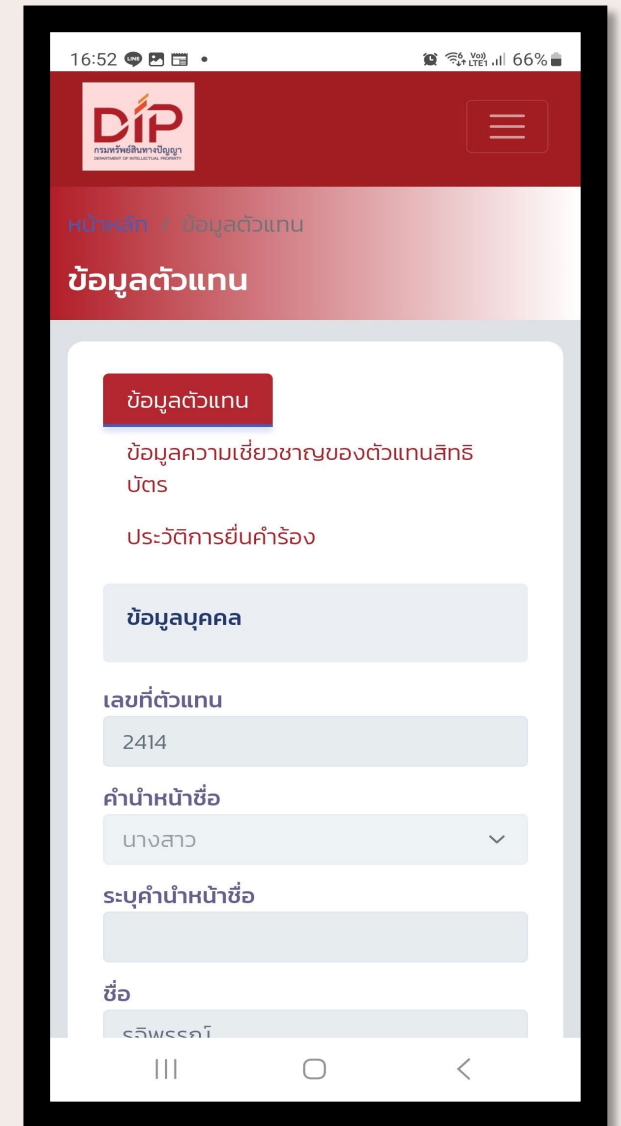 16:52
Vo))
LTE1
66%
DIP
กรมทรัพย์สินทางปัญญา
DEPARTMENT OF INTELLECTUAL PROPERTY
หน้าหลัก / ข้อมูลตัวแทน
ข้อมูลตัวแทน
ข้อมูลตัวแทน
ข้อมูลความเชี่ยวชาญของตัวแทนสิทธิ
บัตร
ประวัติการยื่นคำร้อง
ข้อมูลบุคคล
เลขที่ตัวแทน
2414
คำนำหน้าชื่อ
นางสาว
ระบุคำนำหน้าชื่อ
ชื่อ